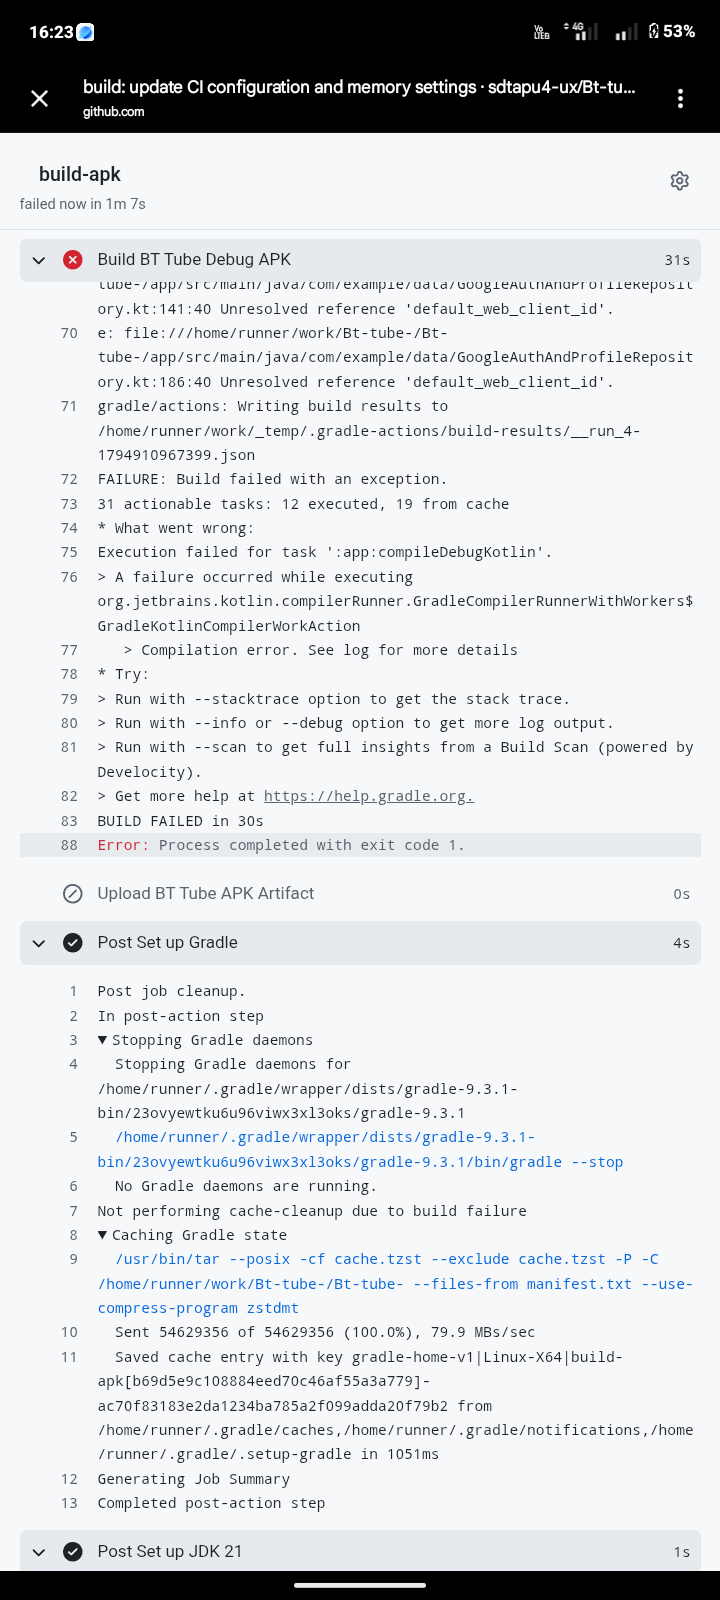 16:23
Vo LTE
4G
53%
build: update CI configuration and memory settings · sdtapu4-ux/Bt-tu...
github.com
build-apk
failed now in 1m 7s
Build BT Tube Debug APK 31s
tube-/app/src/main/java/com/example/data/GoogleAuthAndProfileReposit
ory.kt:141:40 Unresolved reference 'default_web_client_id'.
70 e: file:///home/runner/work/Bt-tube-/Bt-
tube-/app/src/main/java/com/example/data/GoogleAuthAndProfileReposit
ory.kt:186:40 Unresolved reference 'default_web_client_id'.
71 gradle/actions: Writing build results to
/home/runner/work/_temp/.gradle-actions/build-results/__run_4-
1794910967399.json
72 FAILURE: Build failed with an exception.
73 31 actionable tasks: 12 executed, 19 from cache
74 * What went wrong:
75 Execution failed for task ':app:compileDebugKotlin'.
76 > A failure occurred while executing
org.jetbrains.kotlin.compilerRunner.GradleCompilerRunnerWithWorkers$
GradleKotlinCompilerWorkAction
77 > Compilation error. See log for more details
78 * Try:
79 > Run with --stacktrace option to get the stack trace.
80 > Run with --info or --debug option to get more log output.
81 > Run with --scan to get full insights from a Build Scan (powered by
Develocity).
82 > Get more help at https://help.gradle.org.
83 BUILD FAILED in 30s
88 Error: Process completed with exit code 1.
Upload BT Tube APK Artifact 0s
Post Set up Gradle 4s
1 Post job cleanup.
2 In post-action step
3 ▼ Stopping Gradle daemons
4 Stopping Gradle daemons for
/home/runner/.gradle/wrapper/dists/gradle-9.3.1-
bin/23ovyewtku6u96viwx3xl3oks/gradle-9.3.1
5 /home/runner/.gradle/wrapper/dists/gradle-9.3.1-
bin/23ovyewtku6u96viwx3xl3oks/gradle-9.3.1/bin/gradle --stop
6 No Gradle daemons are running.
7 Not performing cache-cleanup due to build failure
8 ▼ Caching Gradle state
9 /usr/bin/tar --posix -cf cache.tzst --exclude cache.tzst -P -C
/home/runner/work/Bt-tube-/Bt-tube- --files-from manifest.txt --use-
compress-program zstdmt
10 Sent 54629356 of 54629356 (100.0%), 79.9 MBs/sec
11 Saved cache entry with key gradle-home-v1|Linux-X64|build-
apk[b69d5e9c108884eed70c46af55a3a779]-
ac70f83183e2da1234ba785a2f099adda20f79b2 from
/home/runner/.gradle/caches,/home/runner/.gradle/notifications,/home
/runner/.gradle/.setup-gradle in 1051ms
12 Generating Job Summary
13 Completed post-action step
Post Set up JDK 21 1s